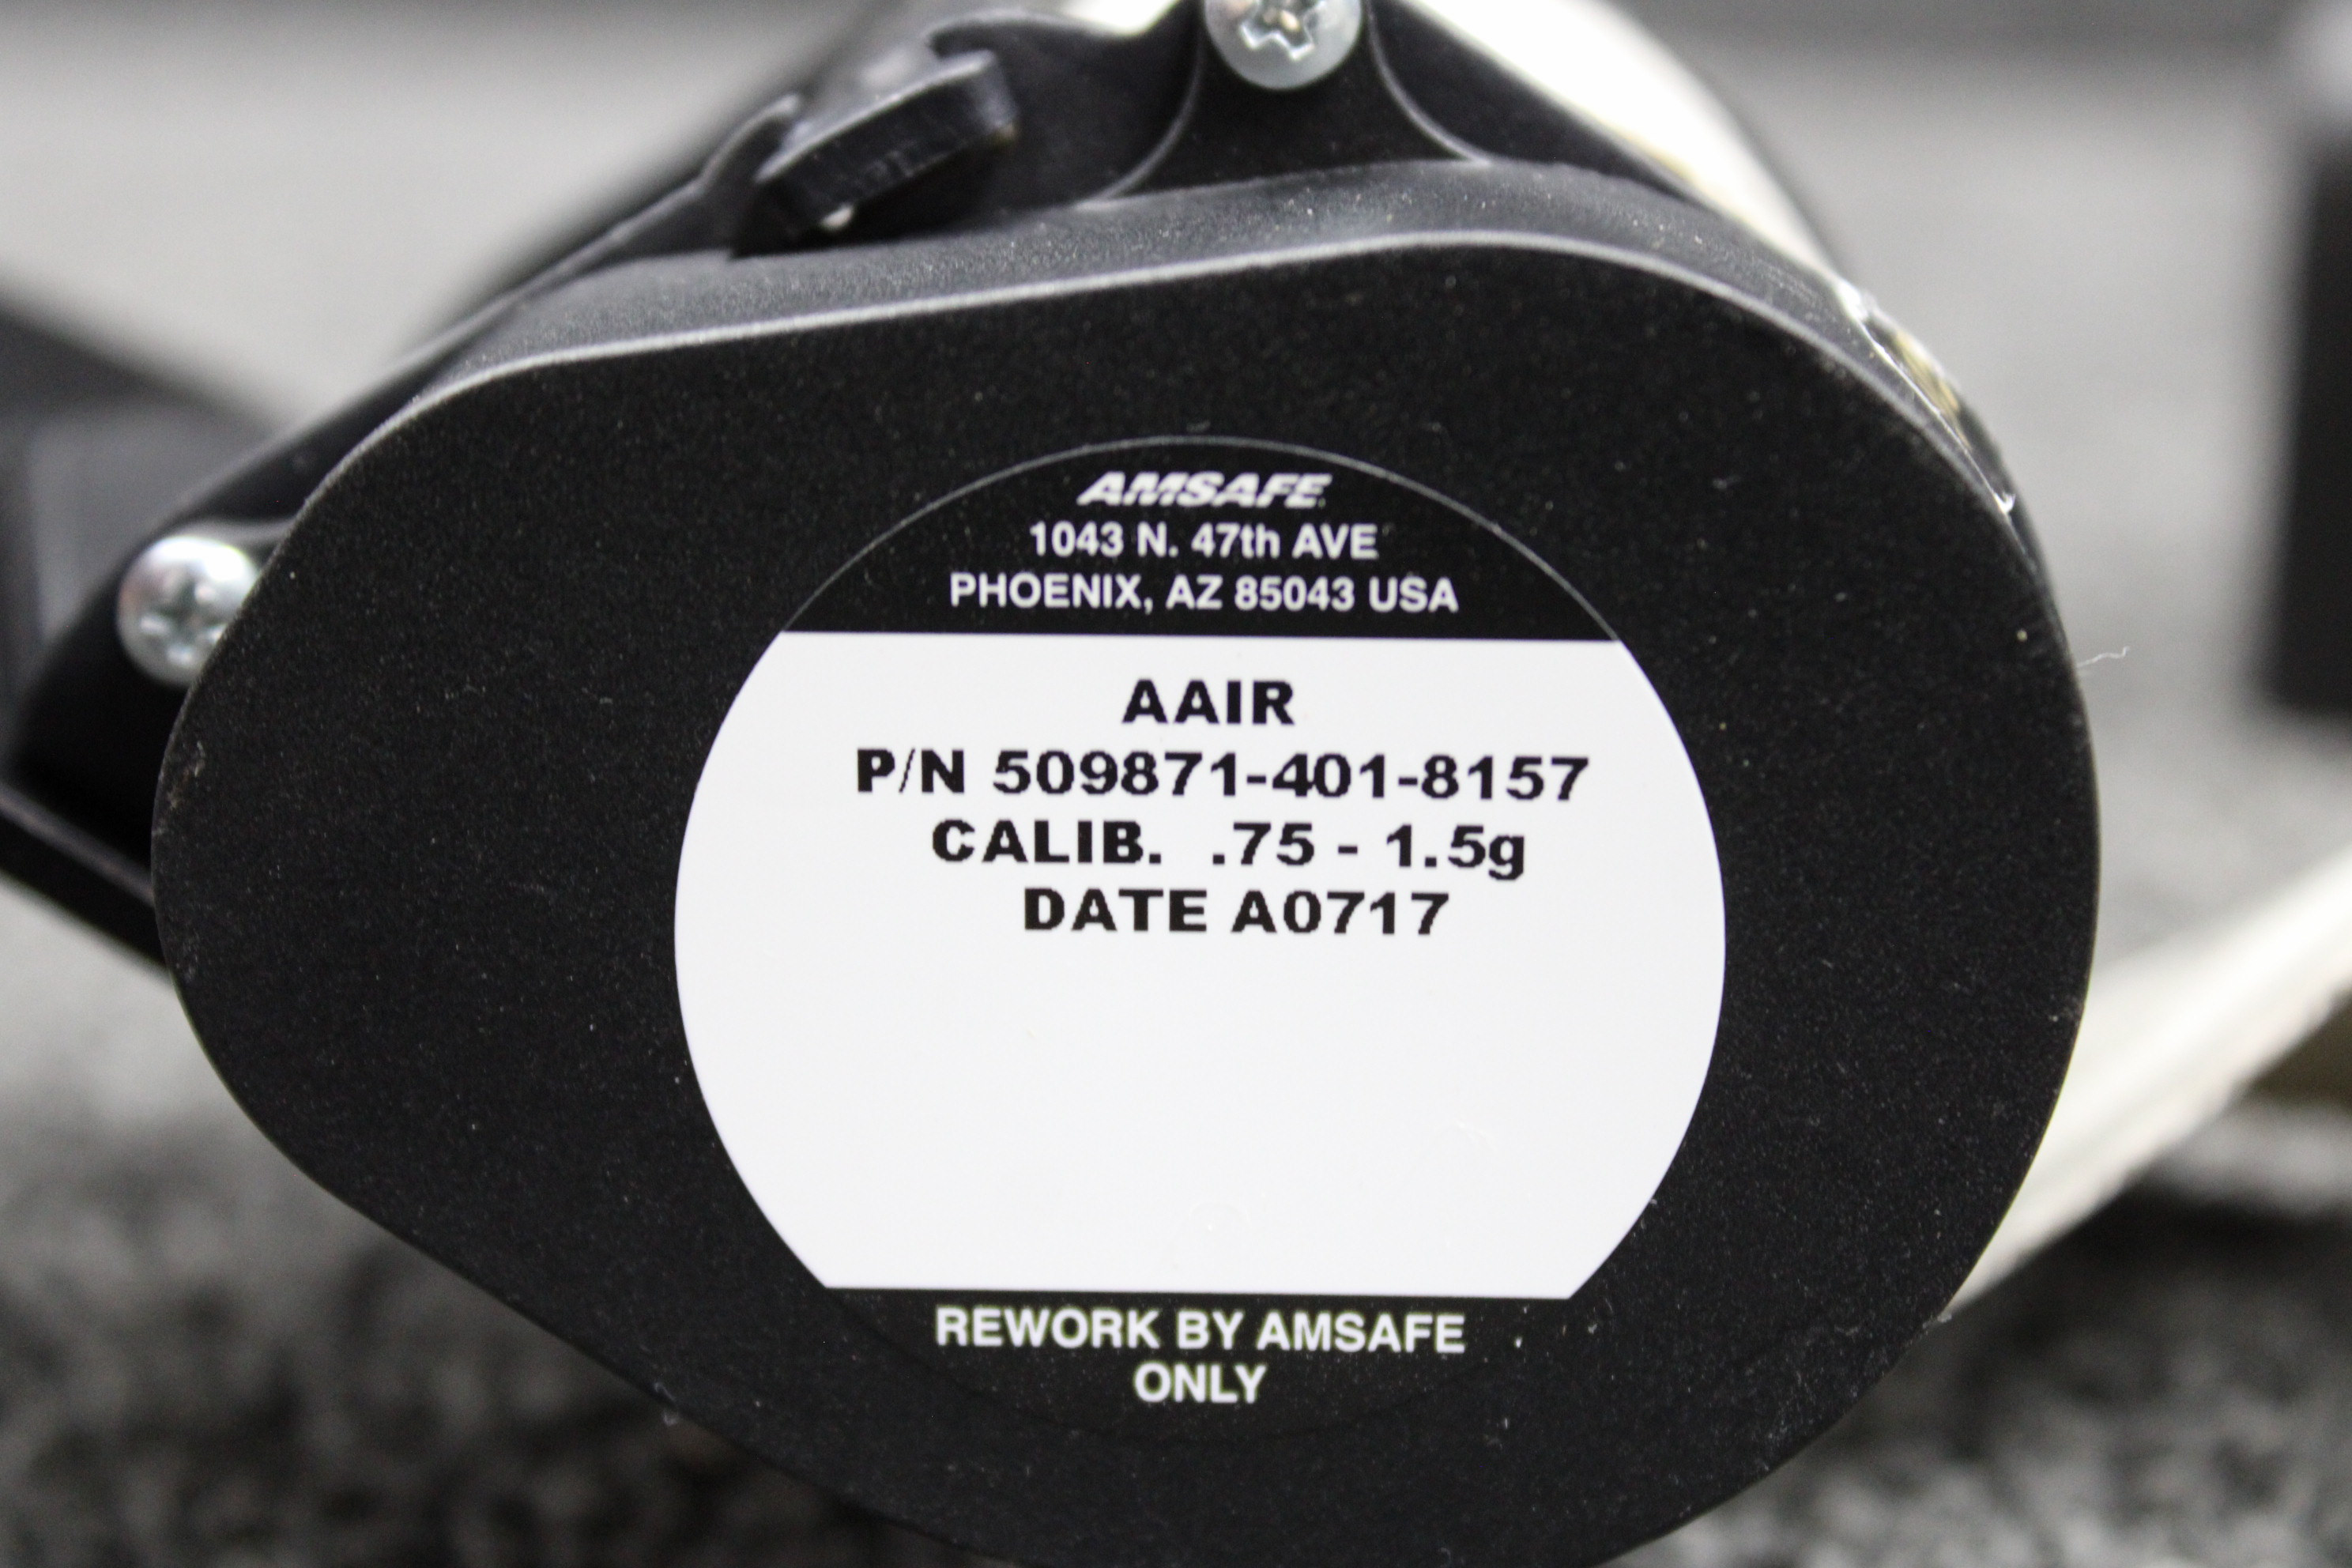 AMSAFE
1043 N. 47th AVE
PHOENIX, AZ 85043 USA
AAIR
P/N 509871-401-8157
CALIB. .75 - 1.5g
DATE A0717
REWORK BY AMSAFE
ONLY